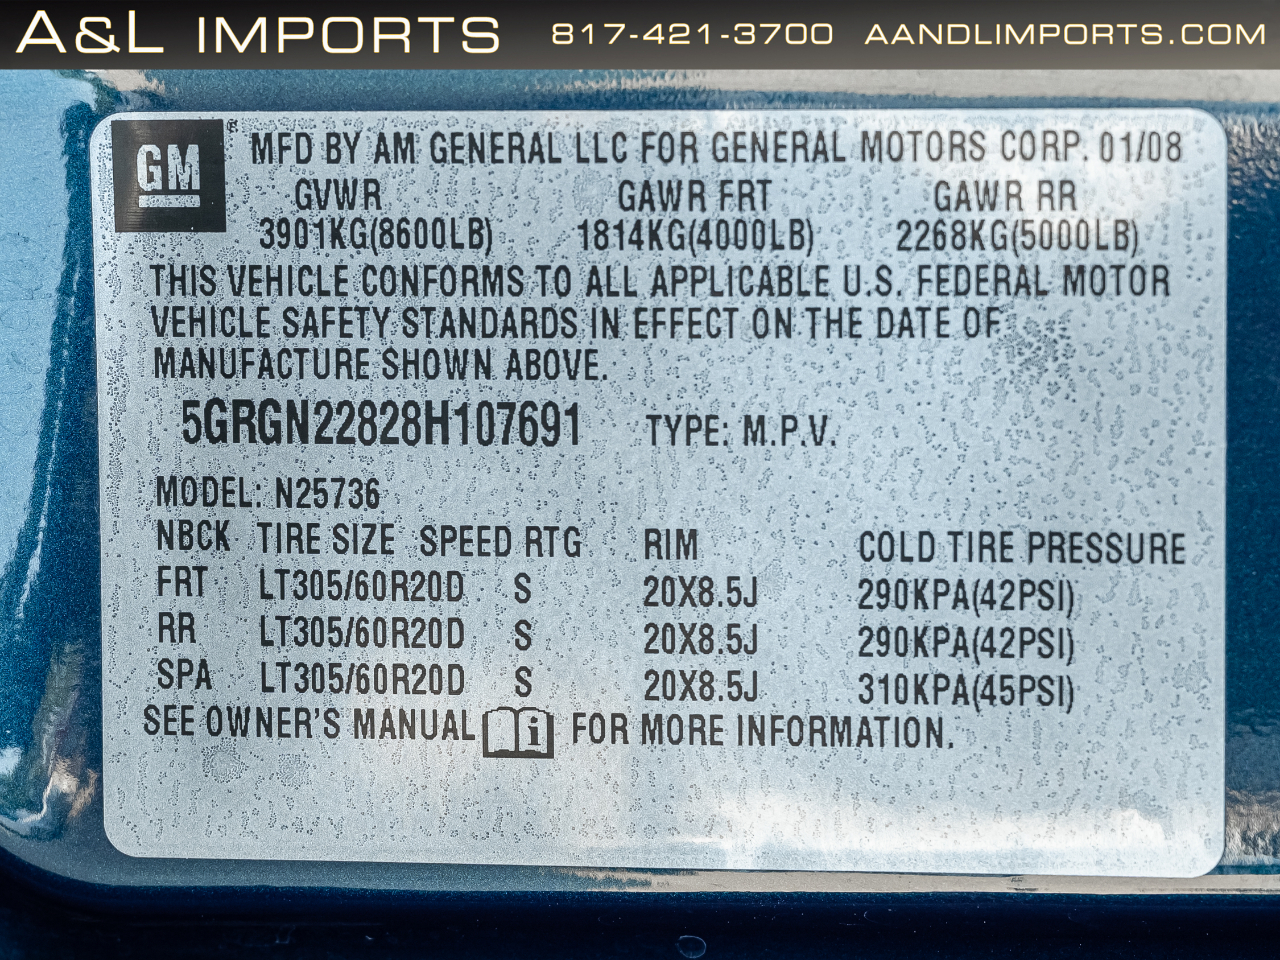 A&L IMPORTS 817-421-3700 AANDLIMPORTS.COM
GM ® MFD BY AM GENERAL LLC FOR GENERAL MOTORS CORP. 01/08
GVWR GAWR FRT GAWR RR
3901KG(8600LB) 1814KG(4000LB) 2268KG(5000LB)
THIS VEHICLE CONFORMS TO ALL APPLICABLE U.S. FEDERAL MOTOR
VEHICLE SAFETY STANDARDS IN EFFECT ON THE DATE OF
MANUFACTURE SHOWN ABOVE.
5GRGN22828H107691 TYPE: M.P.V.
MODEL: N25736
NBCK TIRE SIZE SPEED RTG RIM COLD TIRE PRESSURE
FRT LT305/60R20D S 20X8.5J 290KPA(42PSI)
RR LT305/60R20D S 20X8.5J 290KPA(42PSI)
SPA LT305/60R20D S 20X8.5J 310KPA(45PSI)
SEE OWNER'S MANUAL i FOR MORE INFORMATION.